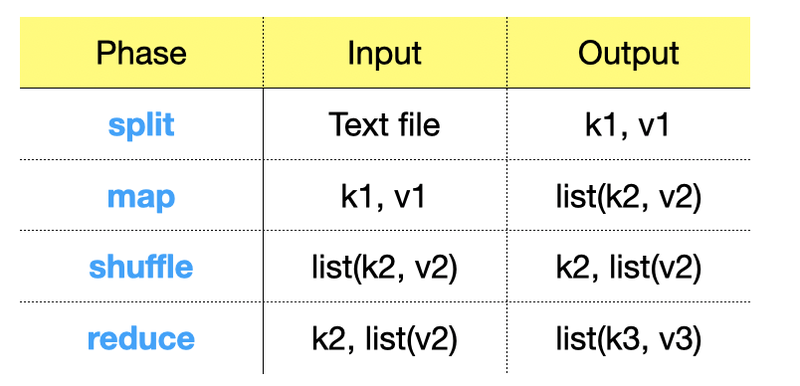 Phase Input Output
split Text file k1, v1
map k1, v1 list(k2, v2)
shuffle list(k2, v2) k2, list(v2)
reduce k2, list(v2) list(k3, v3)